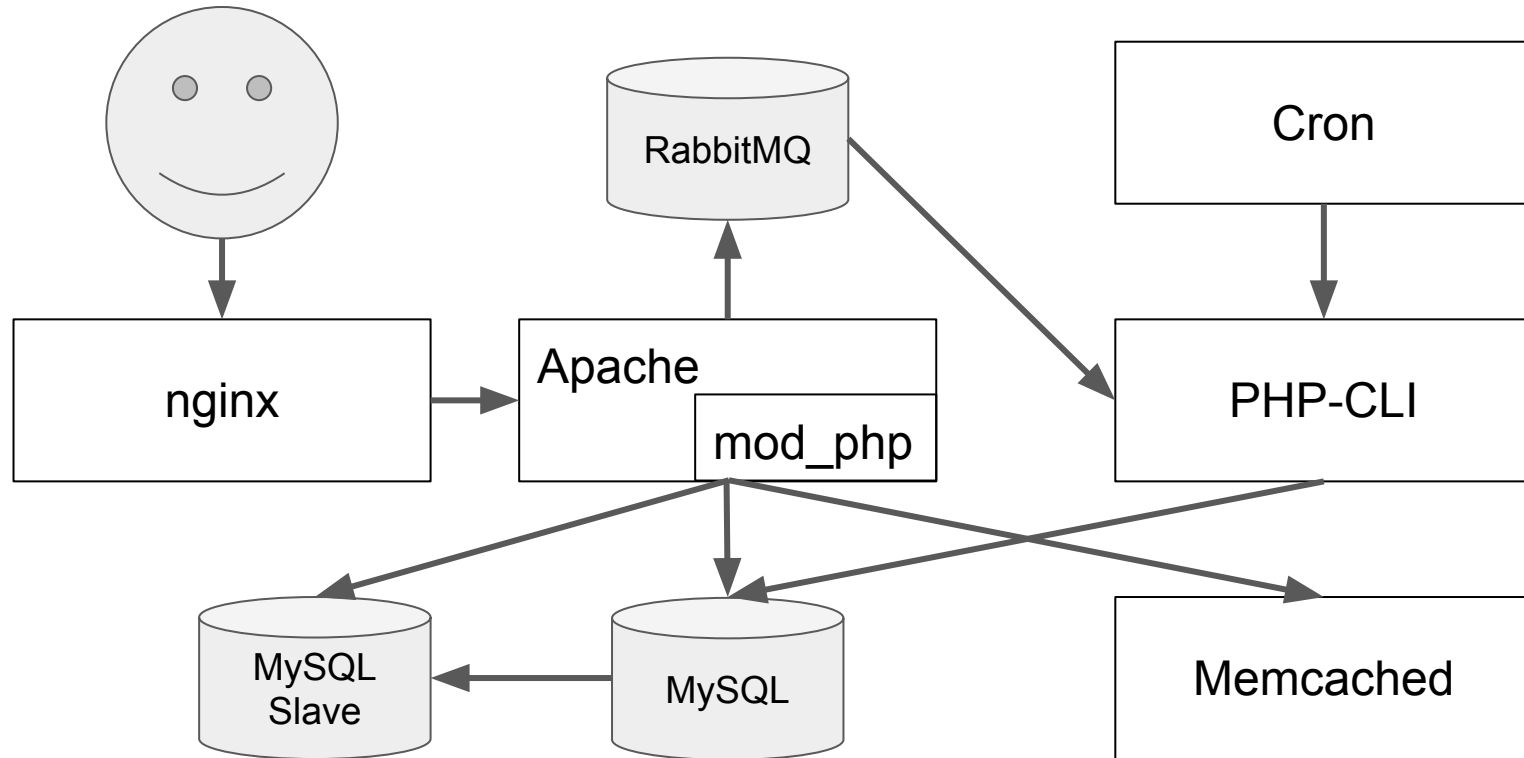 RabbitMQ
Cron
nginx
Apache
mod_php
PHP-CLI
MySQL
Slave
MySQL
Memcached